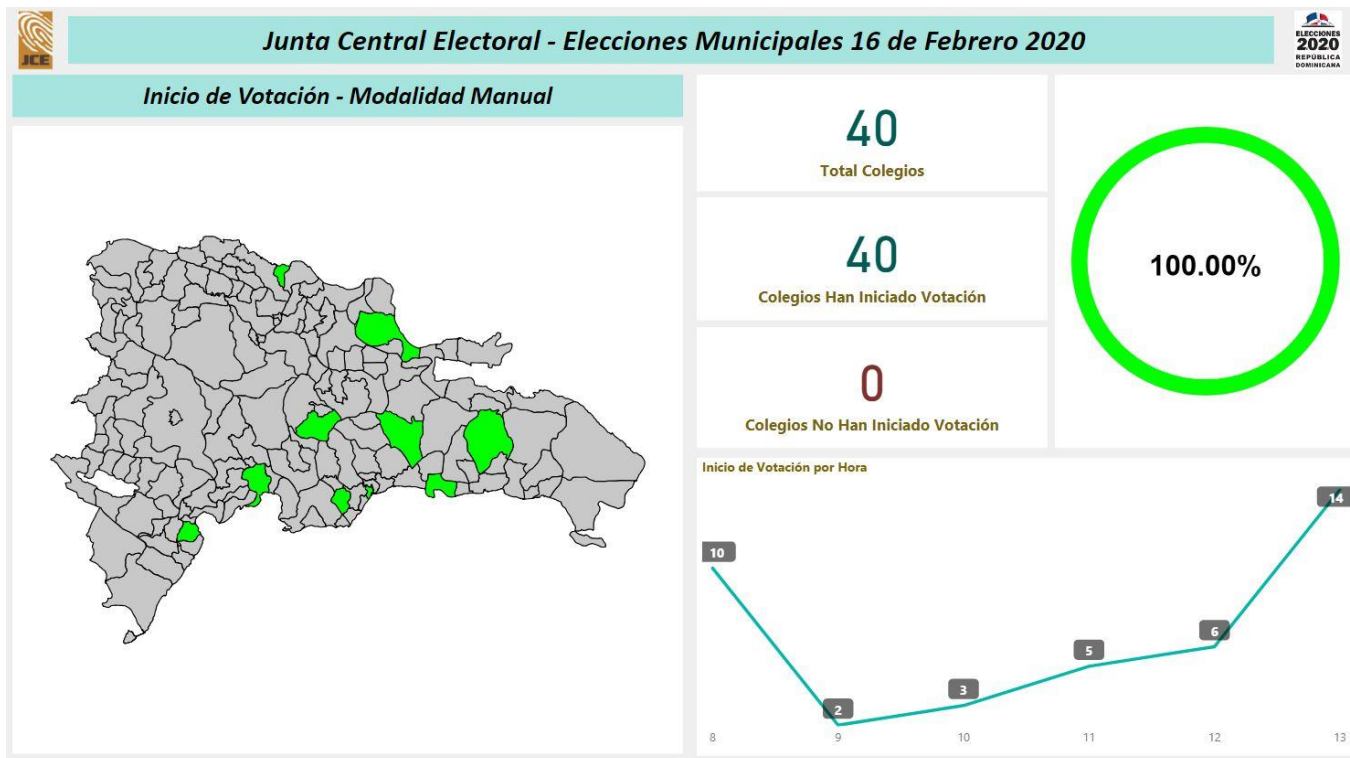 JCE
Junta Central Electoral - Elecciones Municipales 16 de Febrero 2020
ELECCIONES
2020
REPÚBLICA
DOMINICANA
Inicio de Votación - Modalidad Manual
40
Total Colegios
40
Colegios Han Iniciado Votación
0
Colegios No Han Iniciado Votación
100.00%
Inicio de Votación por Hora
10
2
3
5
6
14
8 9 10 11 12 13